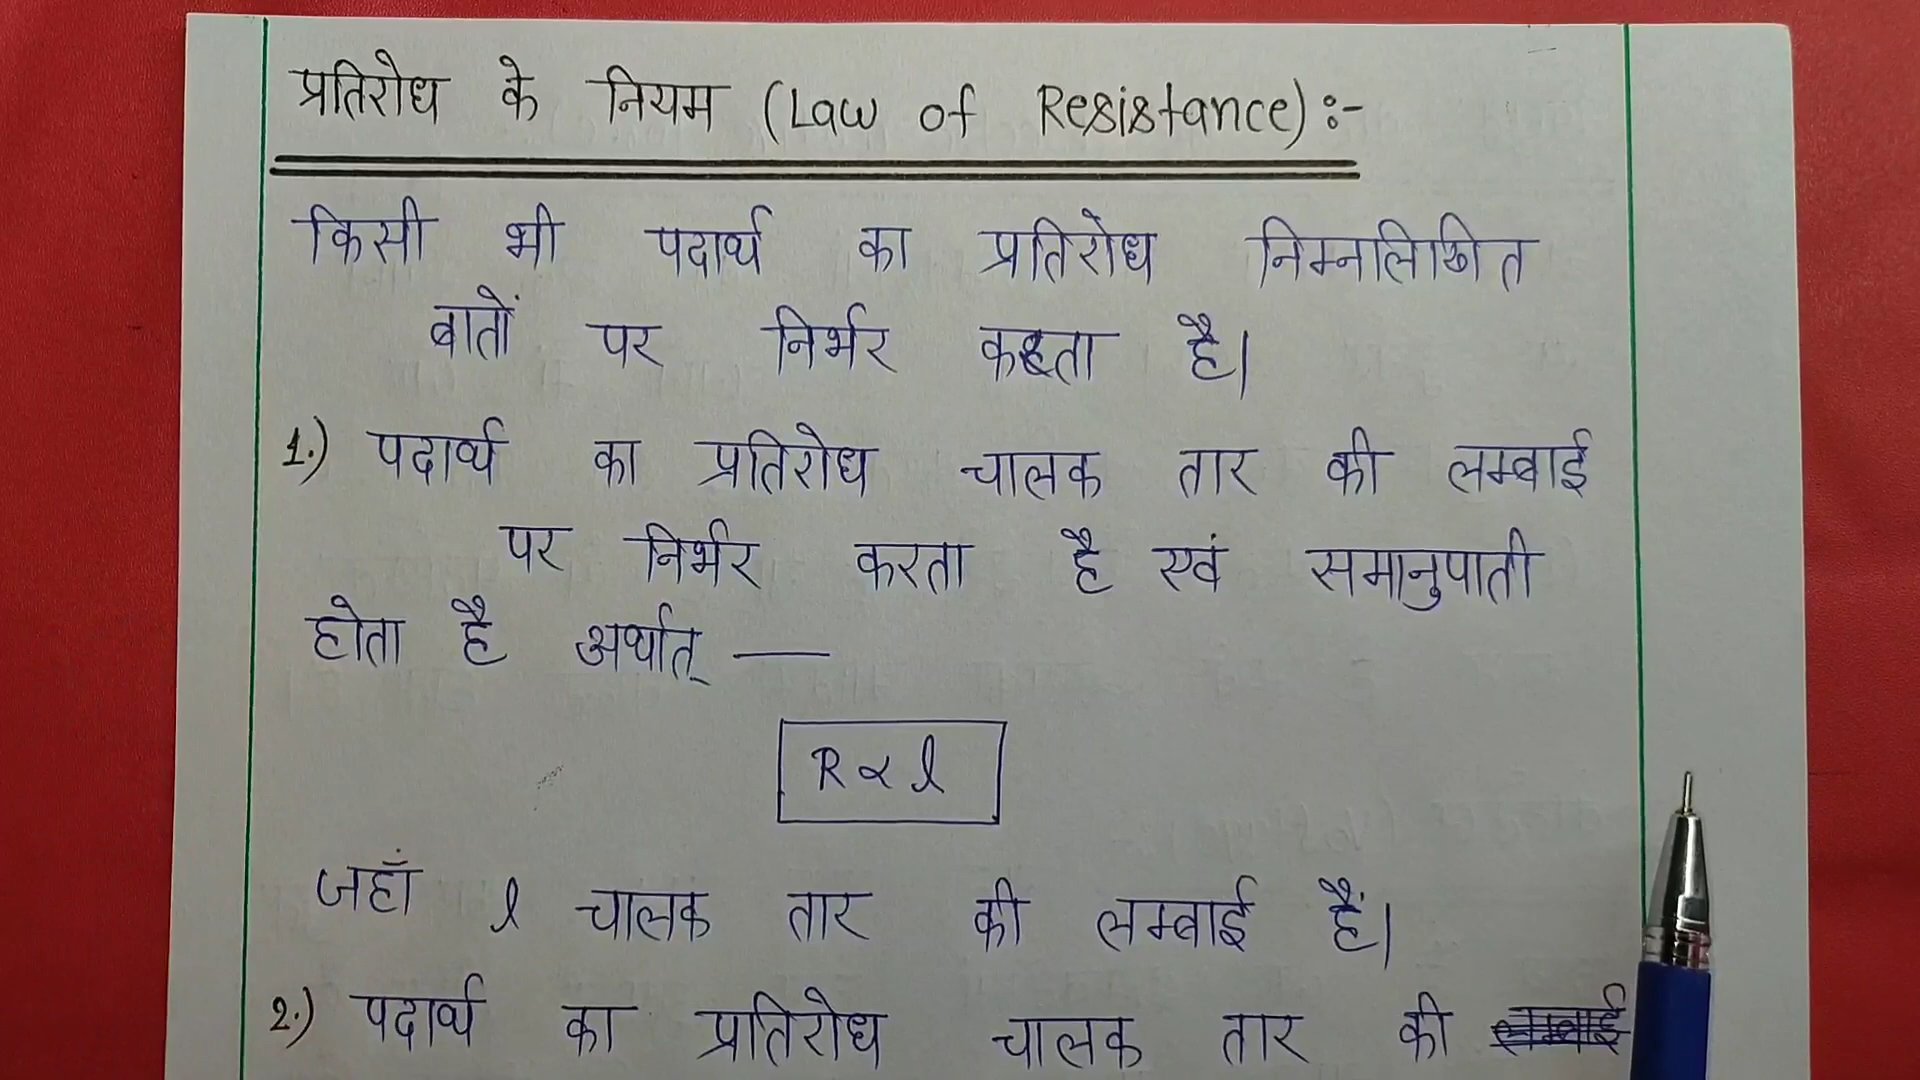 प्रतिरोध के नियम (Law of Resistance):-
किसी भी पदार्थ का प्रतिरोध निम्नलिखित
बातों पर निर्भर करता है।
1.) पदार्थ का प्रतिरोध चालक तार की लम्बाई
पर निर्भर करता है एवं समानुपाती
होता है अर्थात् —
R ∝ l
जहाँ l चालक तार की लम्बाई हैं।
2.) पदार्थ का प्रतिरोध चालक तार की